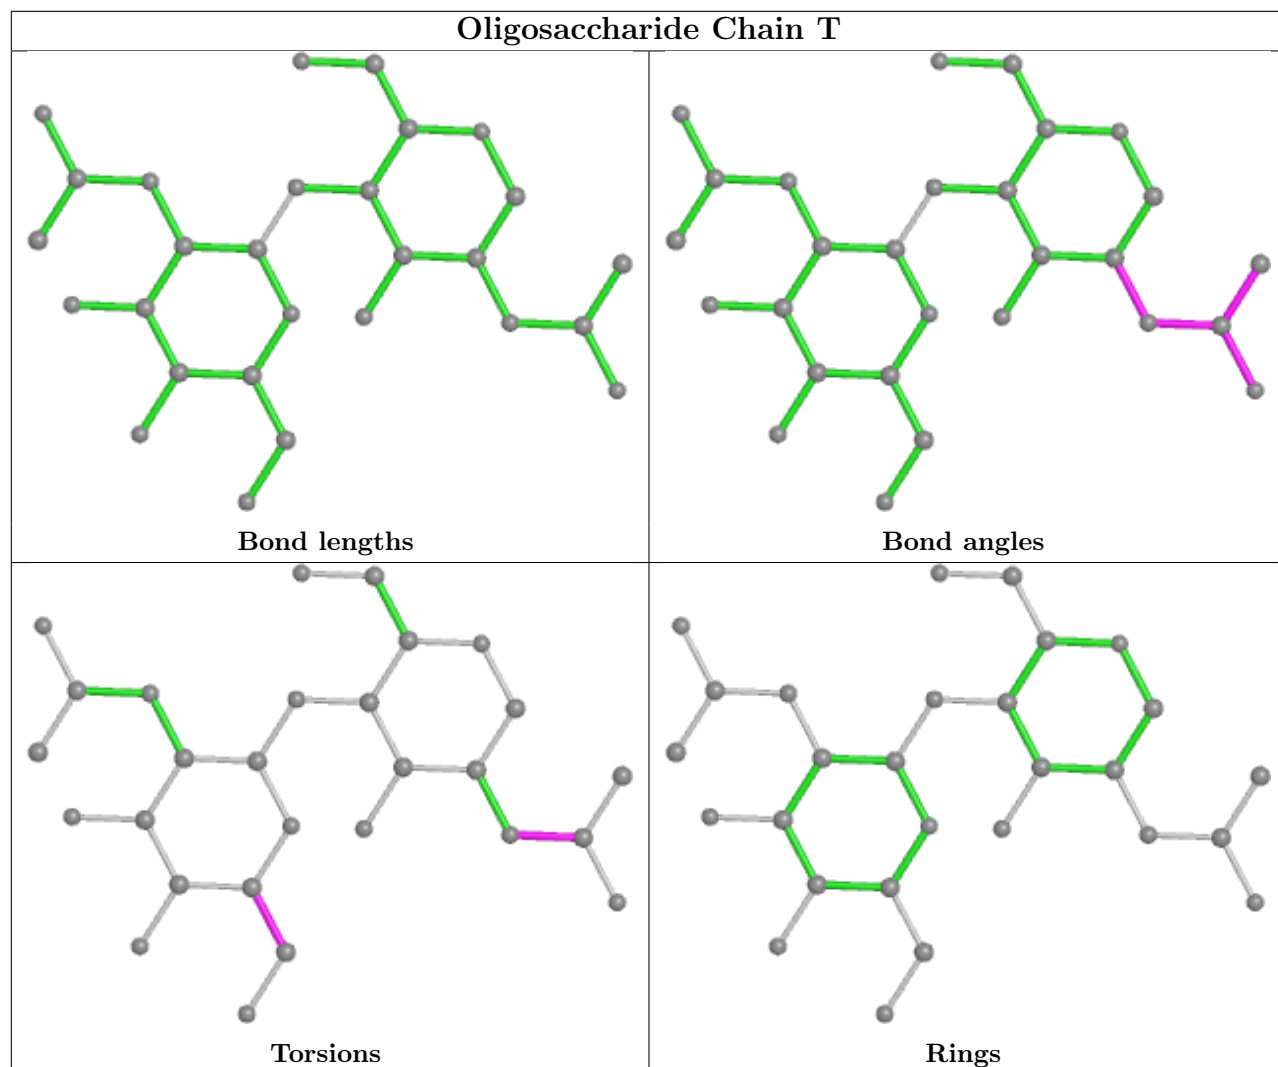 Oligosaccharide Chain T
Bond lengths
Bond angles
Torsions
Rings